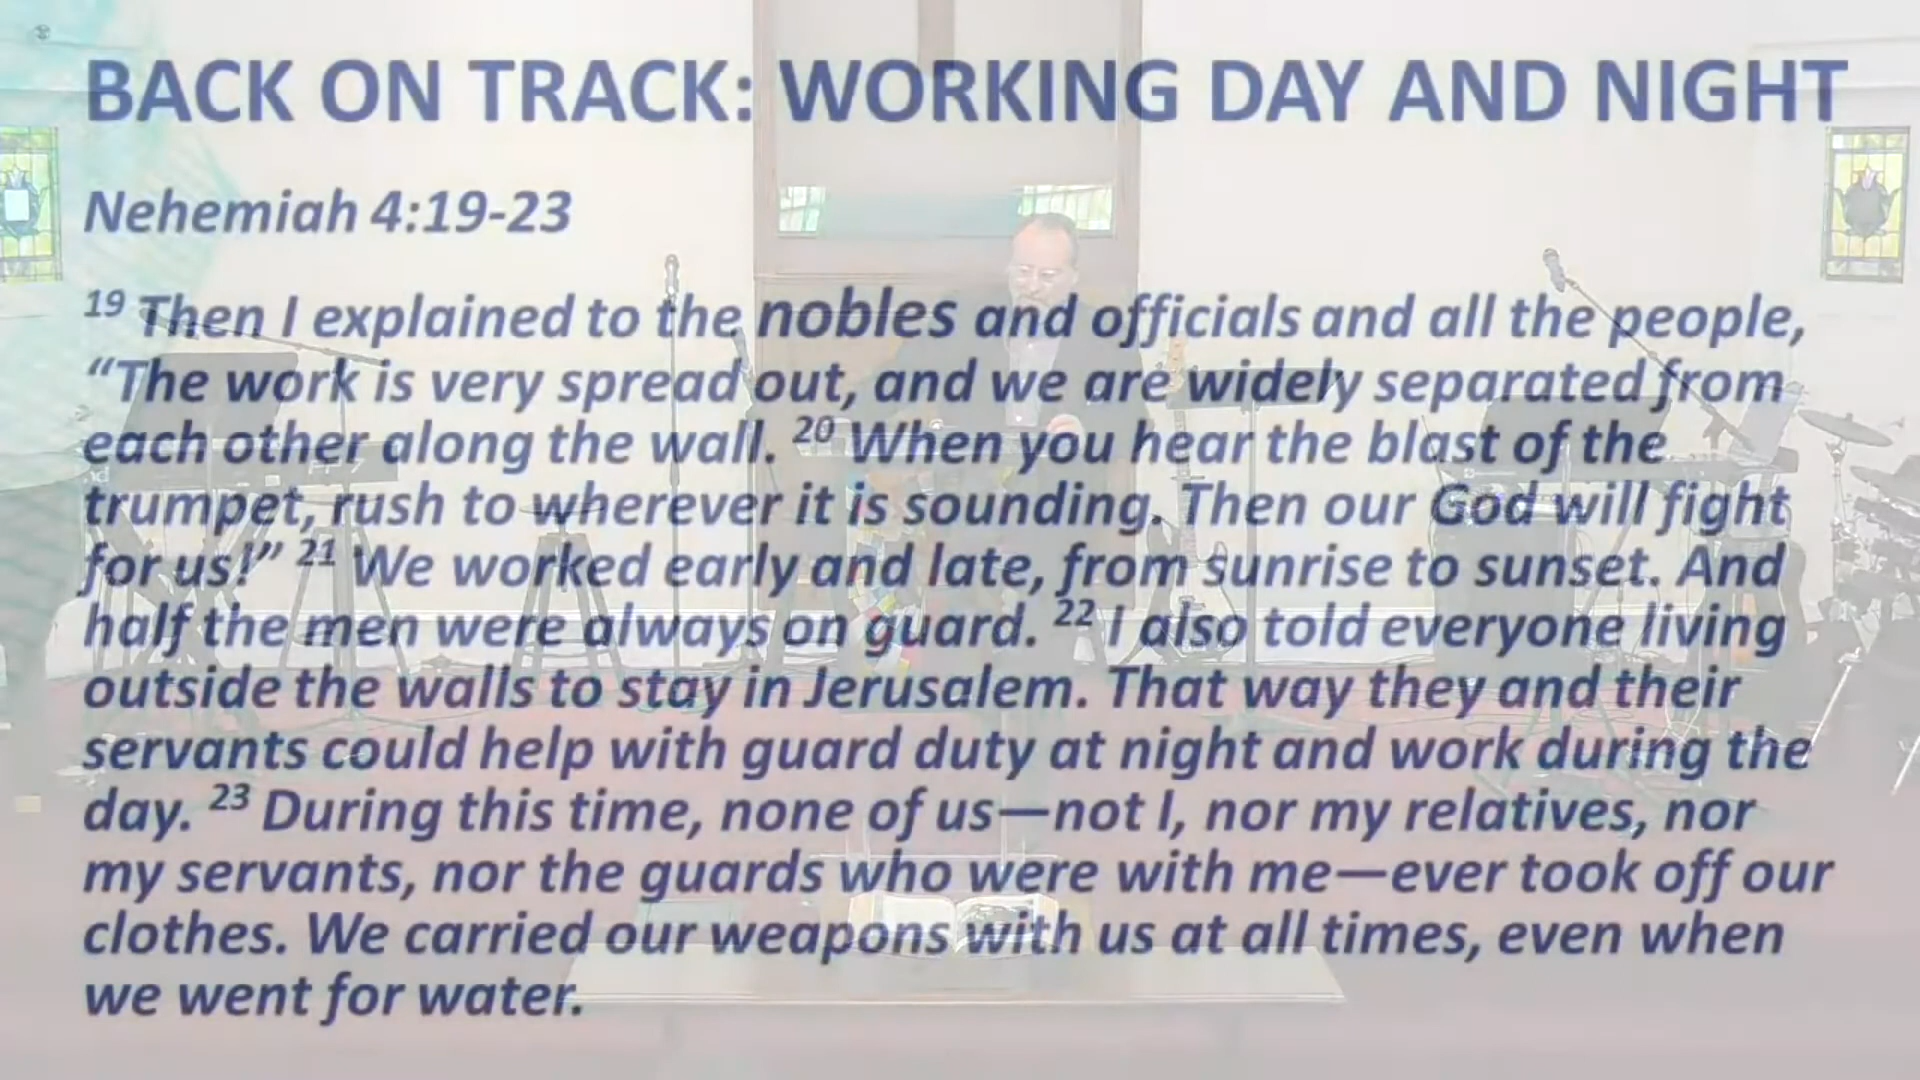 BACK ON TRACK: WORKING DAY AND NIGHT
Nehemiah 4:19-23
19 Then I explained to the nobles and officials and all the people,
“The work is very spread out, and we are widely separated from
each other along the wall. 20 When you hear the blast of the
trumpet, rush to wherever it is sounding. Then our God will fight
for us!” 21 We worked early and late, from sunrise to sunset. And
half the men were always on guard. 22 I also told everyone living
outside the walls to stay in Jerusalem. That way they and their
servants could help with guard duty at night and work during the
day. 23 During this time, none of us—not I, nor my relatives, nor
my servants, nor the guards who were with me—ever took off our
clothes. We carried our weapons with us at all times, even when
we went for water.